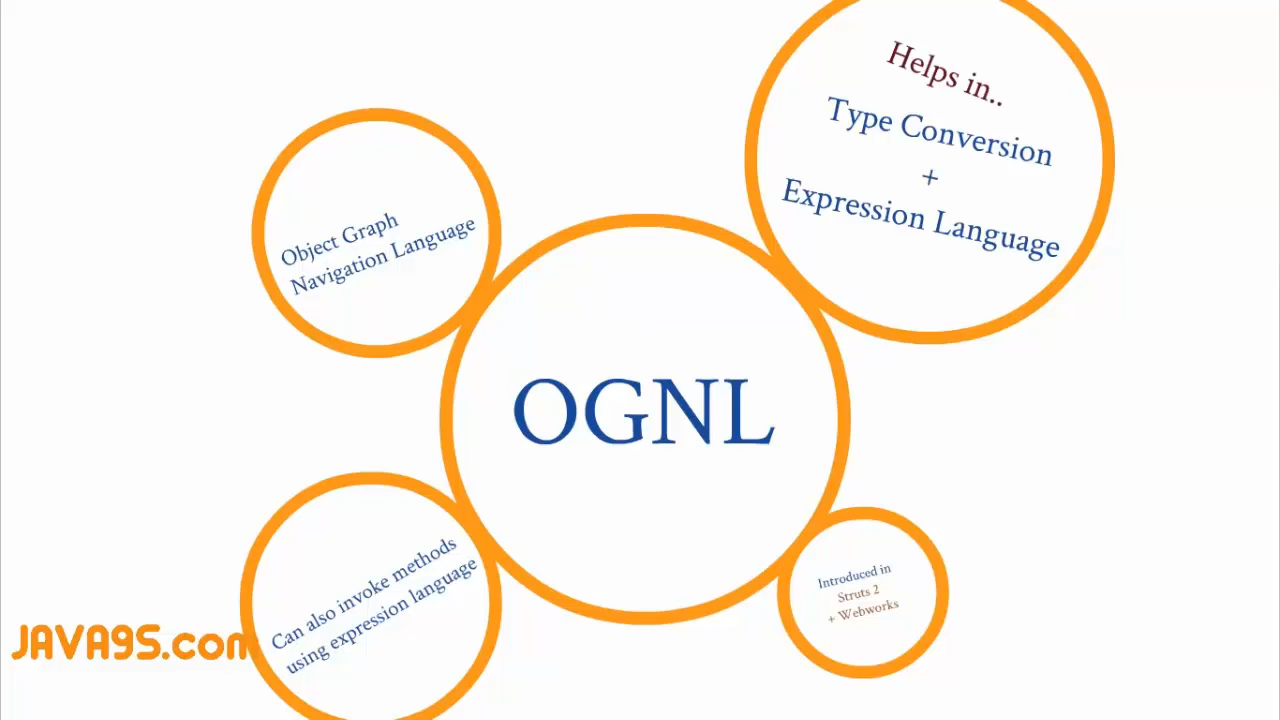 Helps in..
Type Conversion
+
Expression Language
Object Graph
Navigation Language
OGNL
Can also invoke methods
using expression language
Introduced in
Struts 2
+ Webworks
JAVA9S.com